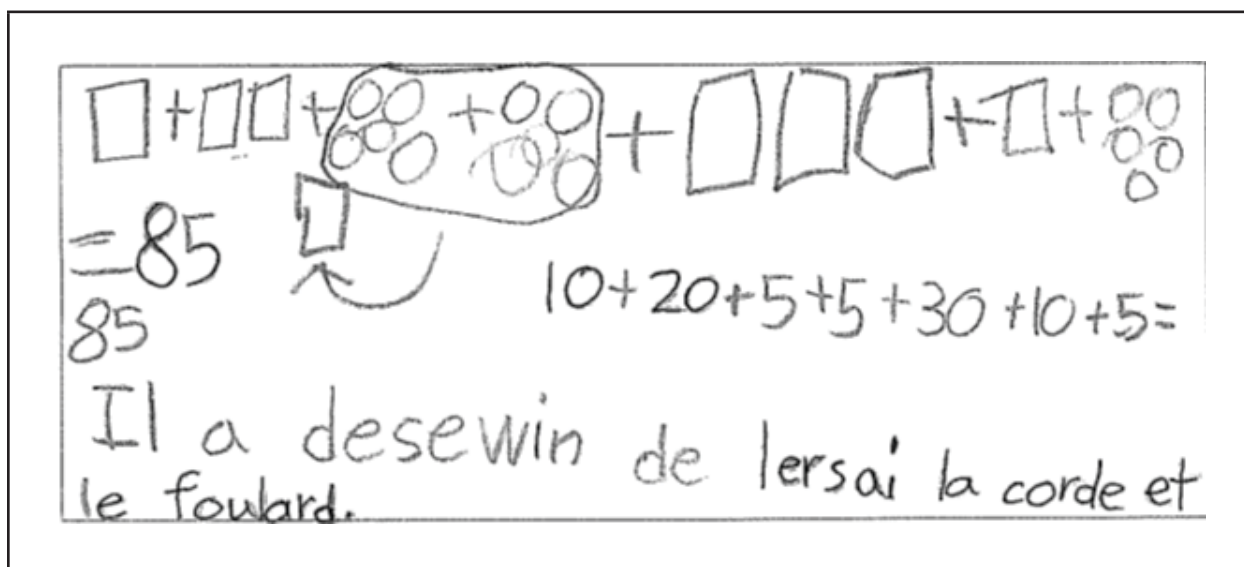 + + + + + +
= 85
10+20+5+5+30+10+5=
85
Il a desewin de lersai la corde et
le foulard.